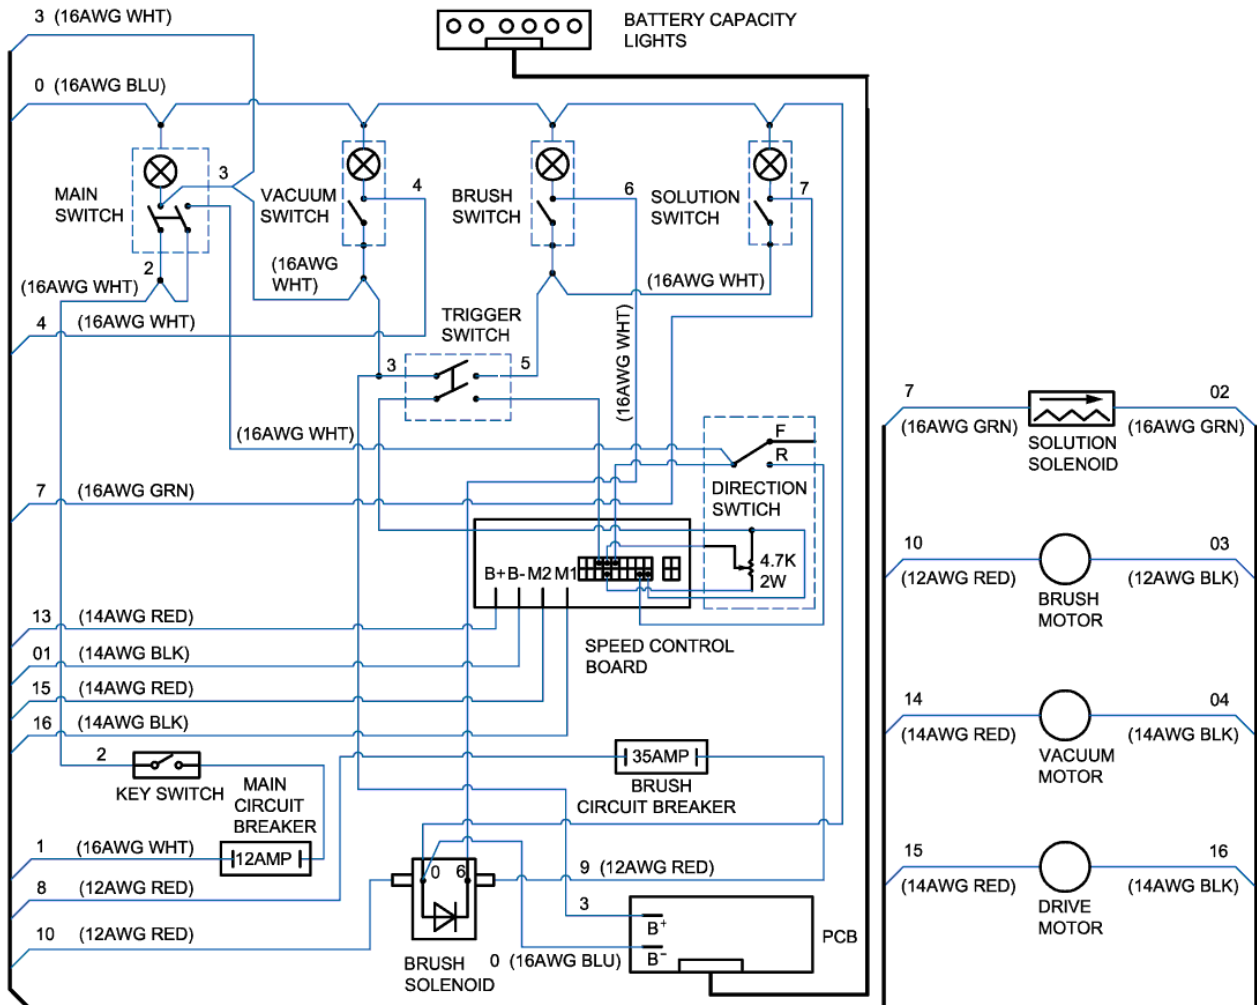 3 (16AWG WHT)
BATTERY CAPACITY
LIGHTS
0 (16AWG BLU)
MAIN
SWITCH
3
VACUUM
SWITCH
4
BRUSH
SWITCH
6
SOLUTION
SWITCH
7
2
(16AWG WHT)
(16AWG
WHT)
(16AWG WHT)
4 (16AWG WHT)
TRIGGER
SWITCH
3
5
(16AWG WHT)
(16AWG WHT)
F
R
DIRECTION
SWTICH
7 (16AWG GRN)
B+ B- M2 M1
4.7K
2W
SPEED CONTROL
BOARD
13 (14AWG RED)
01 (14AWG BLK)
15 (14AWG RED)
16 (14AWG BLK)
2
KEY SWITCH
35AMP
BRUSH
CIRCUIT BREAKER
MAIN
CIRCUIT
BREAKER
1 (16AWG WHT)
12AMP
8 (12AWG RED)
10 (12AWG RED)
0 6
9 (12AWG RED)
BRUSH
SOLENOID
3
0 (16AWG BLU)
B+
B-
PCB
7
(16AWG GRN)
SOLUTION
SOLENOID
02
(16AWG GRN)
10
(12AWG RED)
BRUSH
MOTOR
03
(12AWG BLK)
14
(14AWG RED)
VACUUM
MOTOR
04
(14AWG BLK)
15
(14AWG RED)
DRIVE
MOTOR
16
(14AWG BLK)